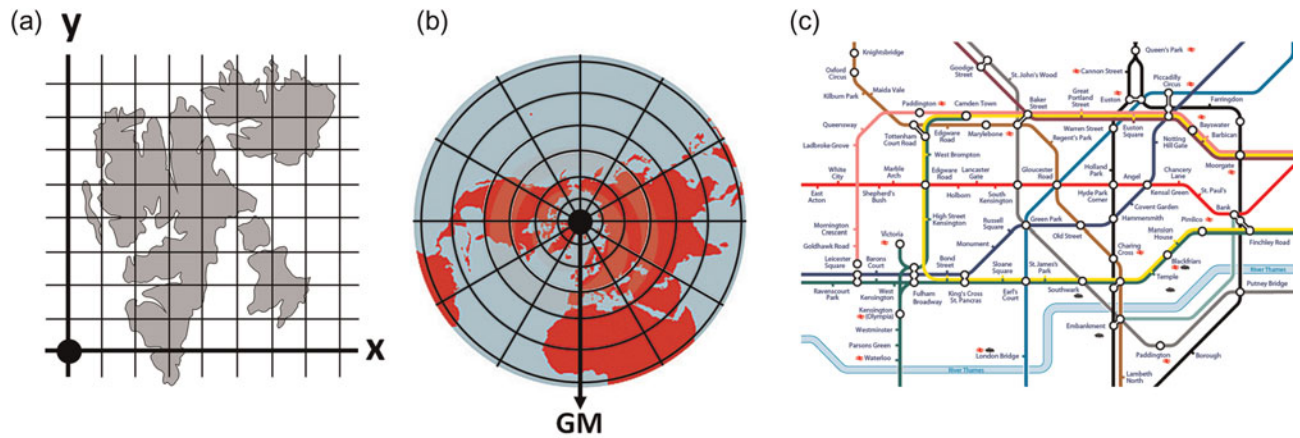 (a)
y
x
(b)
GM
(c)
Knightsbridge
Oxford
Circus
Maida Vale
Kilburn Park
Goodge
Street
St. John's Wood
Queen's Park
Cannon Street
Piccadilly
Circus
Euston
Farringdon
Paddington
Camden Town
Baker
Street
Great
Portland
Street
Queensway
Ladbroke Grove
Tottenham
Court Road
Edgware
Road
Marylebone
Warren Street
Regent's Park
Euston
Square
Notting
Hill Gate
Bayswater
Barbican
Moorgate
West Brompton
White
City
Marble
Arch
Edgware
Road
Lancaster
Gate
Gloucester
Road
Holland
Park
Angel
Chancery
Lane
St. Paul's
East
Acton
Shepherd's
Bush
Holborn
South
Kensington
Hyde Park
Corner
Kensal Green
Covent Garden
Bank
Mornington
Crescent
Goldhawk Road
Victoria
High Street
Kensington
Russell
Square
Green Park
Old Street
Hammersmith
Pimlico
Mansion
House
Finchley Road
Monument
Charing
Cross
Blackfriars
Leicester
Square
Barons
Court
Bond
Street
Sloane
Square
St.James's
Park
Temple
River Thames
Ravenscourt
Park
West
Kensington
Fulham
Broadway
King's Cross
St. Pancras
Earl's
Court
Southwark
Putney Bridge
Kensington
(Olympia)
Embankment
Westminster
Parsons Green
Waterloo
London Bridge
Paddington
Borough
River Thames
Lambeth
North